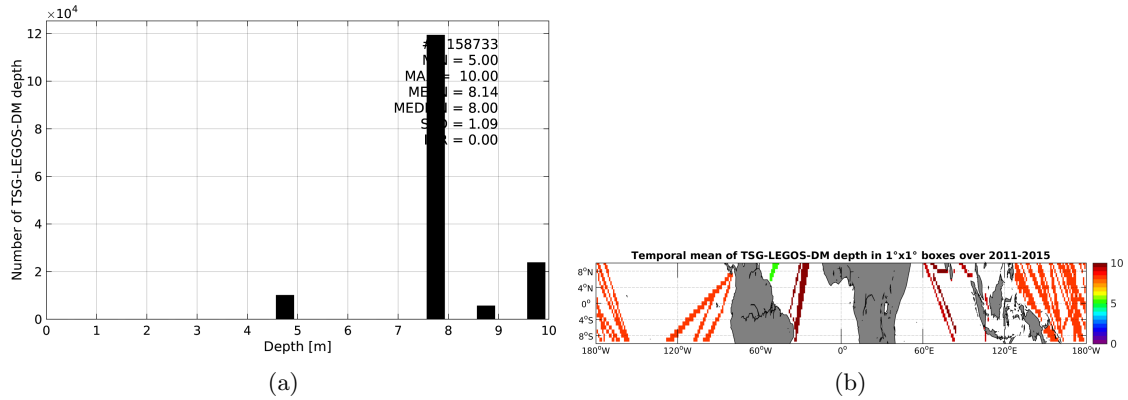 ×10⁴
12
10
8
6
4
2
0
Number of TSG-LEGOS-DM depth
158733
= 5.00
= 10.00
= 8.14
= 8.00
= 1.09
= 0.00
0 1 2 3 4 5 6 7 8 9 10
Depth [m]
(a)
Temporal mean of TSG-LEGOS-DM depth in 1°x1° boxes over 2011-2015
8°N
4°N
0°
4°S
8°S
180°W 120°W 60°W 0° 60°E 120°E 180°W
10
5
0
(b)